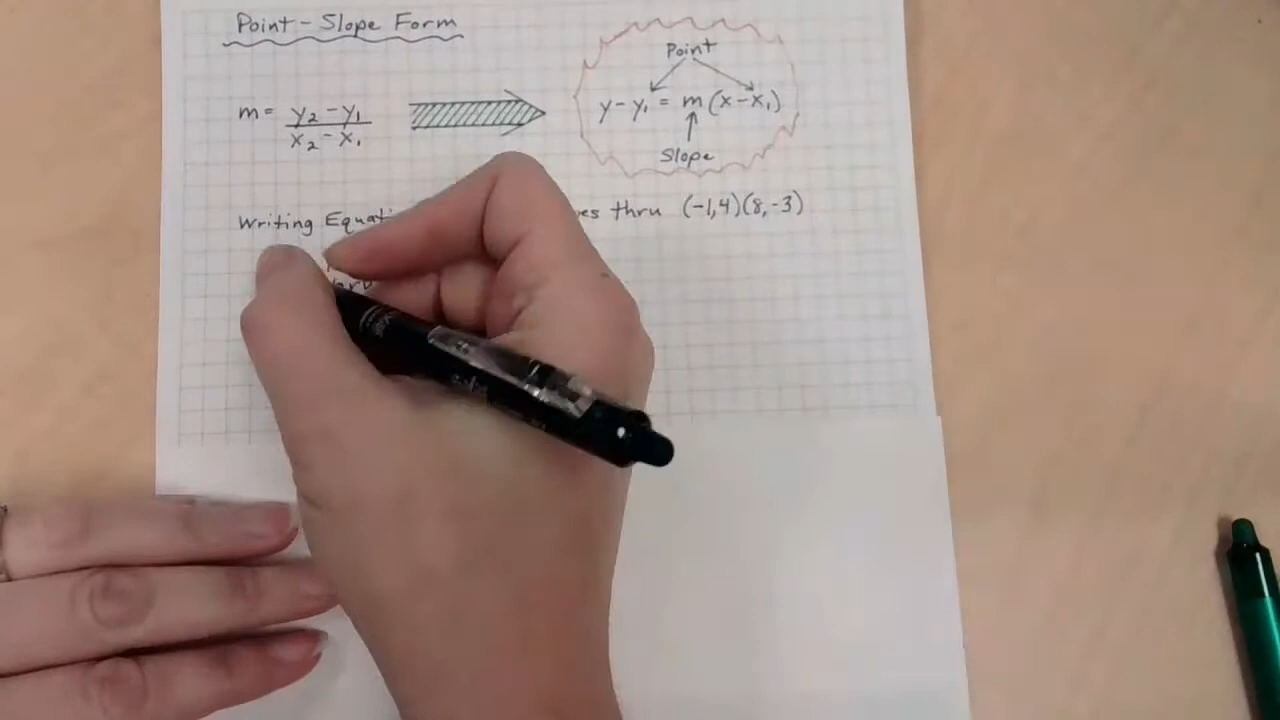 Point-Slope Form
Point
m = y₂ - y₁ / x₂ - x₁
y - y₁ = m (x - x₁)
Slope
Writing Equati
es thru (-1,4)(8,-3)